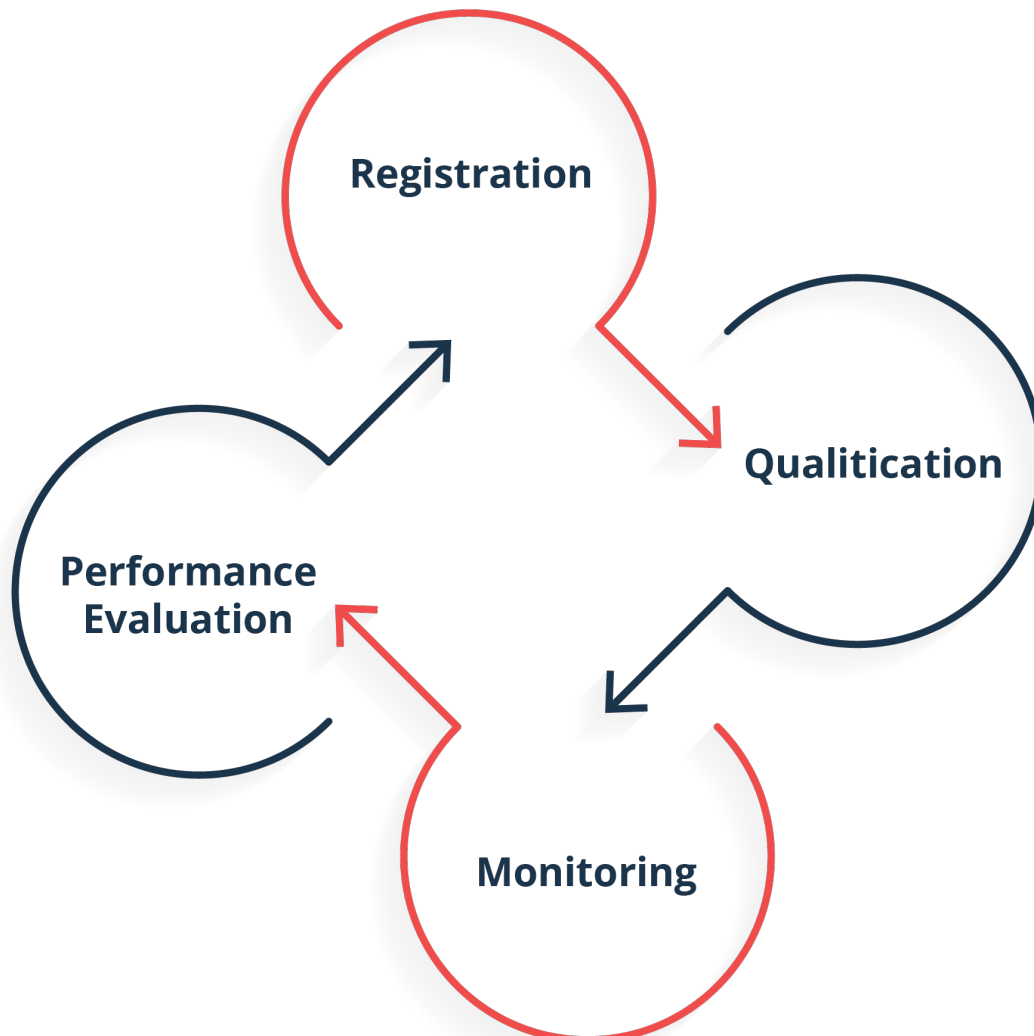 Registration
Qualitication
Performance
Evaluation
Monitoring